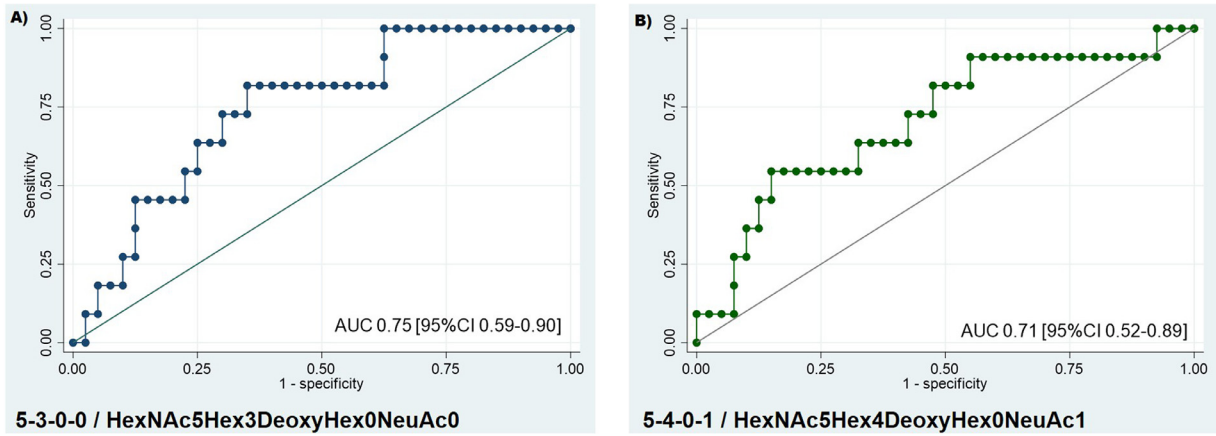 A)
1.00
0.75
0.50
0.25
0.00
Sensitivity
AUC 0.75 [95%CI 0.59-0.90]
0.00 0.25 0.50 0.75 1.00
1 - specificity
5-3-0-0 / HexNAc5Hex3DeoxyHex0NeuAc0
B)
1.00
0.75
0.50
0.25
0.00
Sensitivity
AUC 0.71 [95%CI 0.52-0.89]
0.00 0.25 0.50 0.75 1.00
1 - specificity
5-4-0-1 / HexNAc5Hex4DeoxyHex0NeuAc1